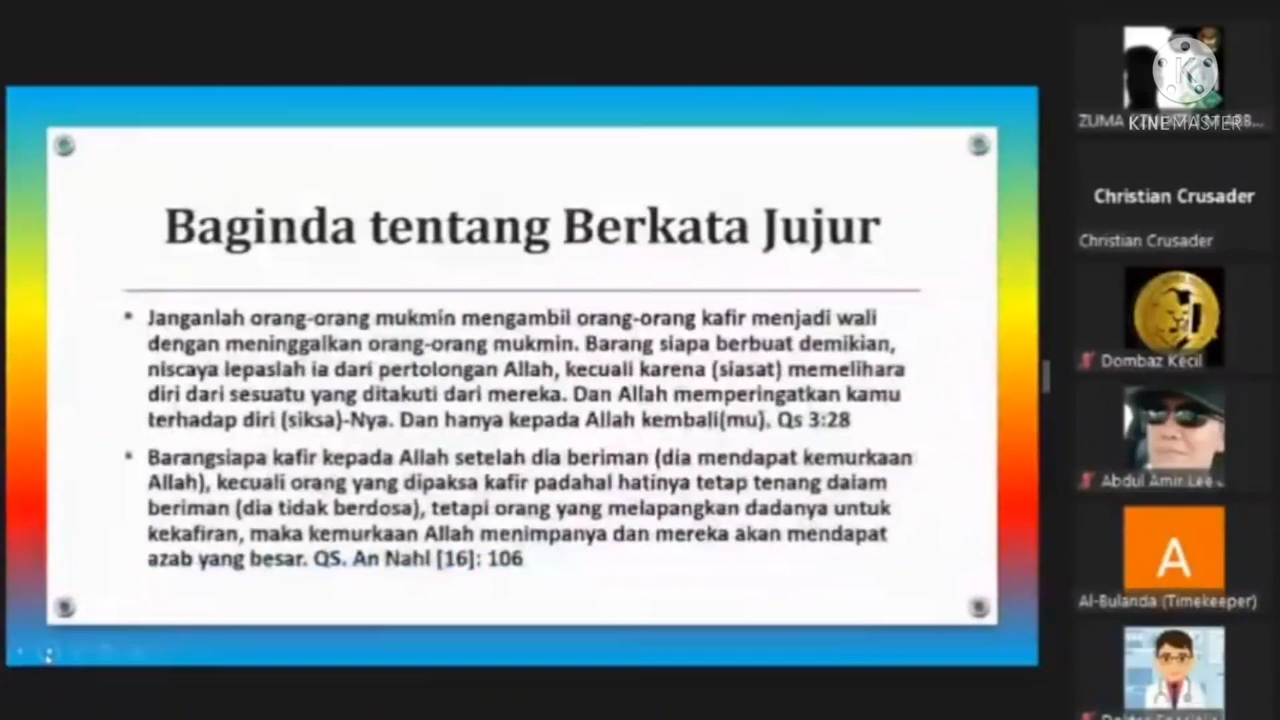 Baginda tentang Berkata Jujur
• Janganlah orang-orang mukmin mengambil orang-orang kafir menjadi wali
dengan meninggalkan orang-orang mukmin. Barang siapa berbuat demikian,
niscaya lepaslah ia dari pertolongan Allah, kecuali karena (siasat) memelihara
diri dari sesuatu yang ditakuti dari mereka. Dan Allah memperingatkan kamu
terhadap diri (siksa)-Nya. Dan hanya kepada Allah kembali(mu). Qs 3:28
• Barangsiapa kafir kepada Allah setelah dia beriman (dia mendapat kemurkaan
Allah), kecuali orang yang dipaksa kafir padahal hatinya tetap tenang dalam
beriman (dia tidak berdosa), tetapi orang yang melapangkan dadanya untuk
kekafiran, maka kemurkaan Allah menimpanya dan mereka akan mendapat
azab yang besar. QS. An Nahl [16]: 106
K
ZUMA
KINEMASTER
Christian Crusader
Christian Crusader
Dombaz Kecil
Abdul Amir Lee
A
Al-Bulanda (Timekeeper)